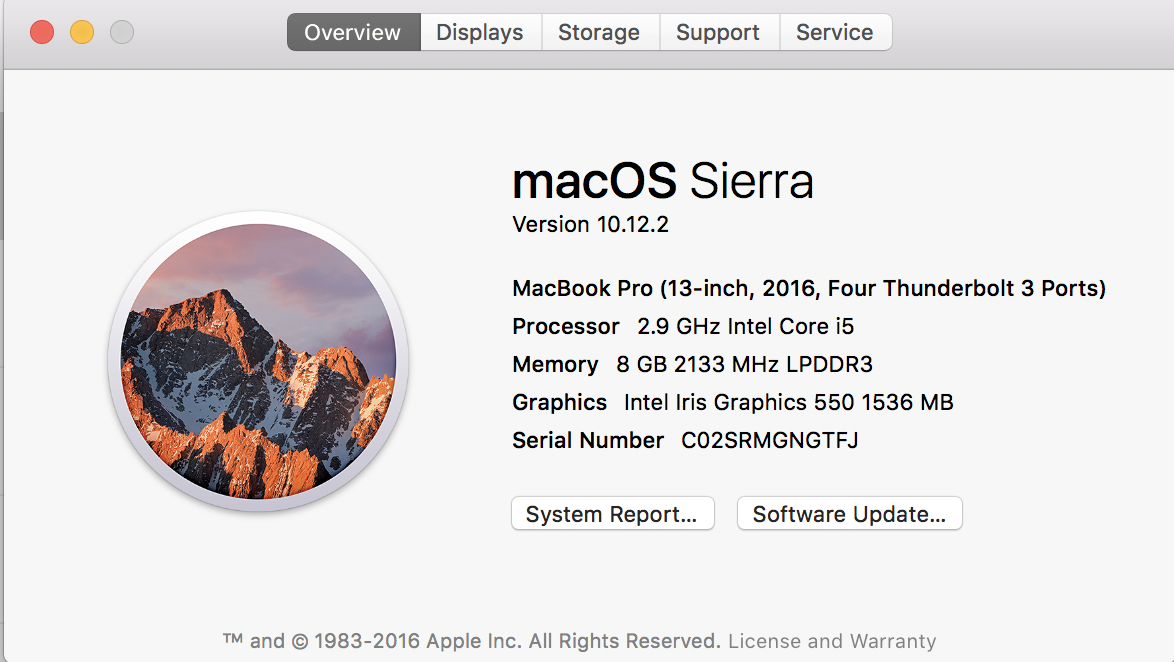 Overview Displays Storage Support Service
macOS Sierra
Version 10.12.2
MacBook Pro (13-inch, 2016, Four Thunderbolt 3 Ports)
Processor 2.9 GHz Intel Core i5
Memory 8 GB 2133 MHz LPDDR3
Graphics Intel Iris Graphics 550 1536 MB
Serial Number C02SRMGNGTFJ
System Report... Software Update...
™ and © 1983-2016 Apple Inc. All Rights Reserved. License and Warranty